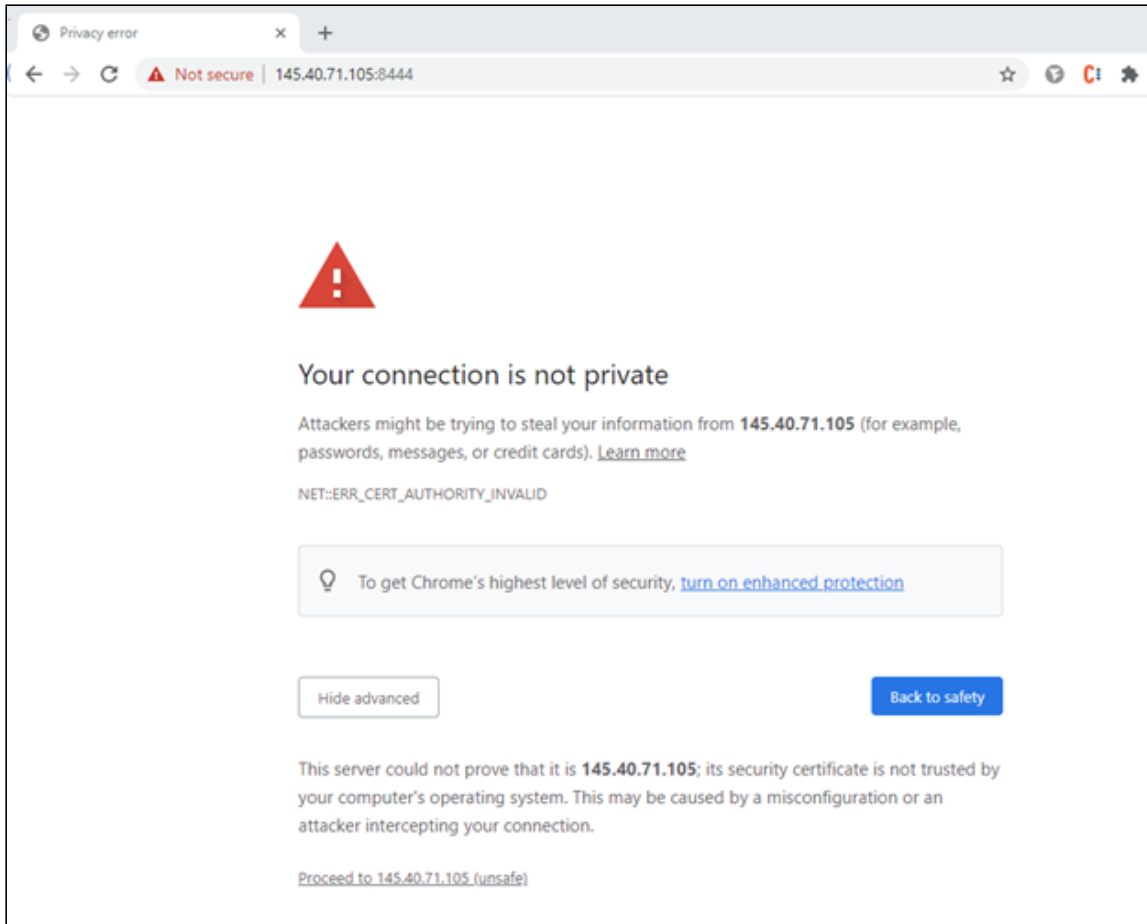 Privacy error
Not secure | 145.40.71.105:8444
Your connection is not private
Attackers might be trying to steal your information from 145.40.71.105 (for example,
passwords, messages, or credit cards). Learn more
NET::ERR_CERT_AUTHORITY_INVALID
To get Chrome's highest level of security, turn on enhanced protection
Hide advanced
Back to safety
This server could not prove that it is 145.40.71.105; its security certificate is not trusted by
your computer's operating system. This may be caused by a misconfiguration or an
attacker intercepting your connection.
Proceed to 145.40.71.105 (unsafe)